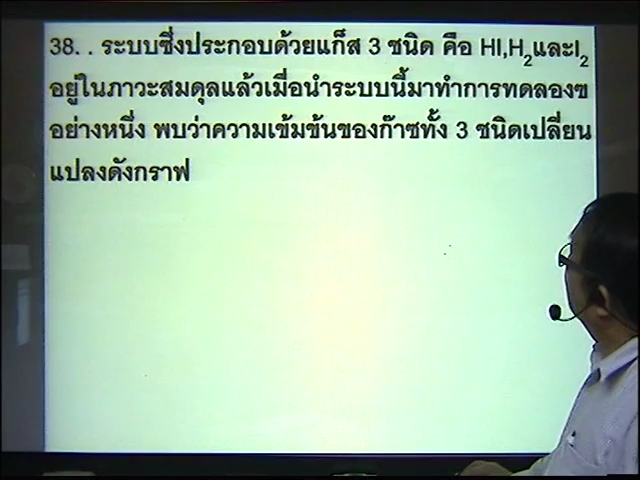 38. . ระบบซึ่งประกอบด้วยแก็ส 3 ชนิด คือ HI,H2และI2
อยู่ในภาวะสมดุลแล้วเมื่อนำระบบนี้มาทำการทดลองข
อย่างหนึ่ง พบว่าความเข้มข้นของก๊าซทั้ง 3 ชนิดเปลี่ยน
แปลงดังกราฟ